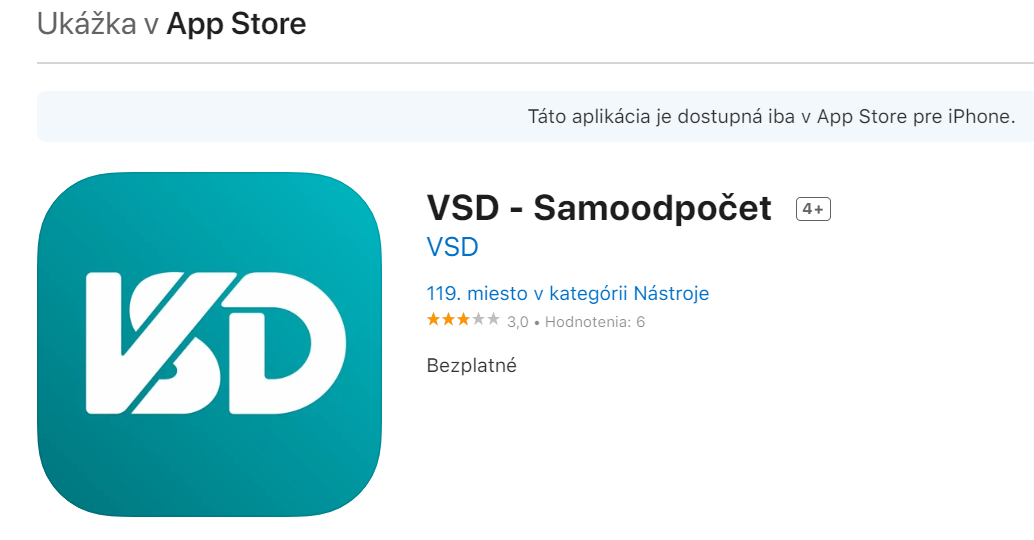 Ukážka v App Store
Táto aplikácia je dostupná iba v App Store pre iPhone.
VSD
VSD - Samoodpočet 4+
VSD
119. miesto v kategórii Nástroje
3,0 • Hodnotenia: 6
Bezplatné